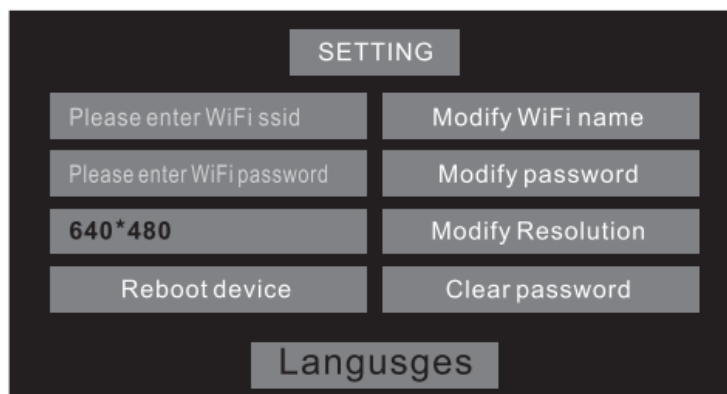 SETTING
Please enter WiFi ssid
Modify WiFi name
Please enter WiFi password
Modify password
640*480
Modify Resolution
Reboot device
Clear password
Langusges